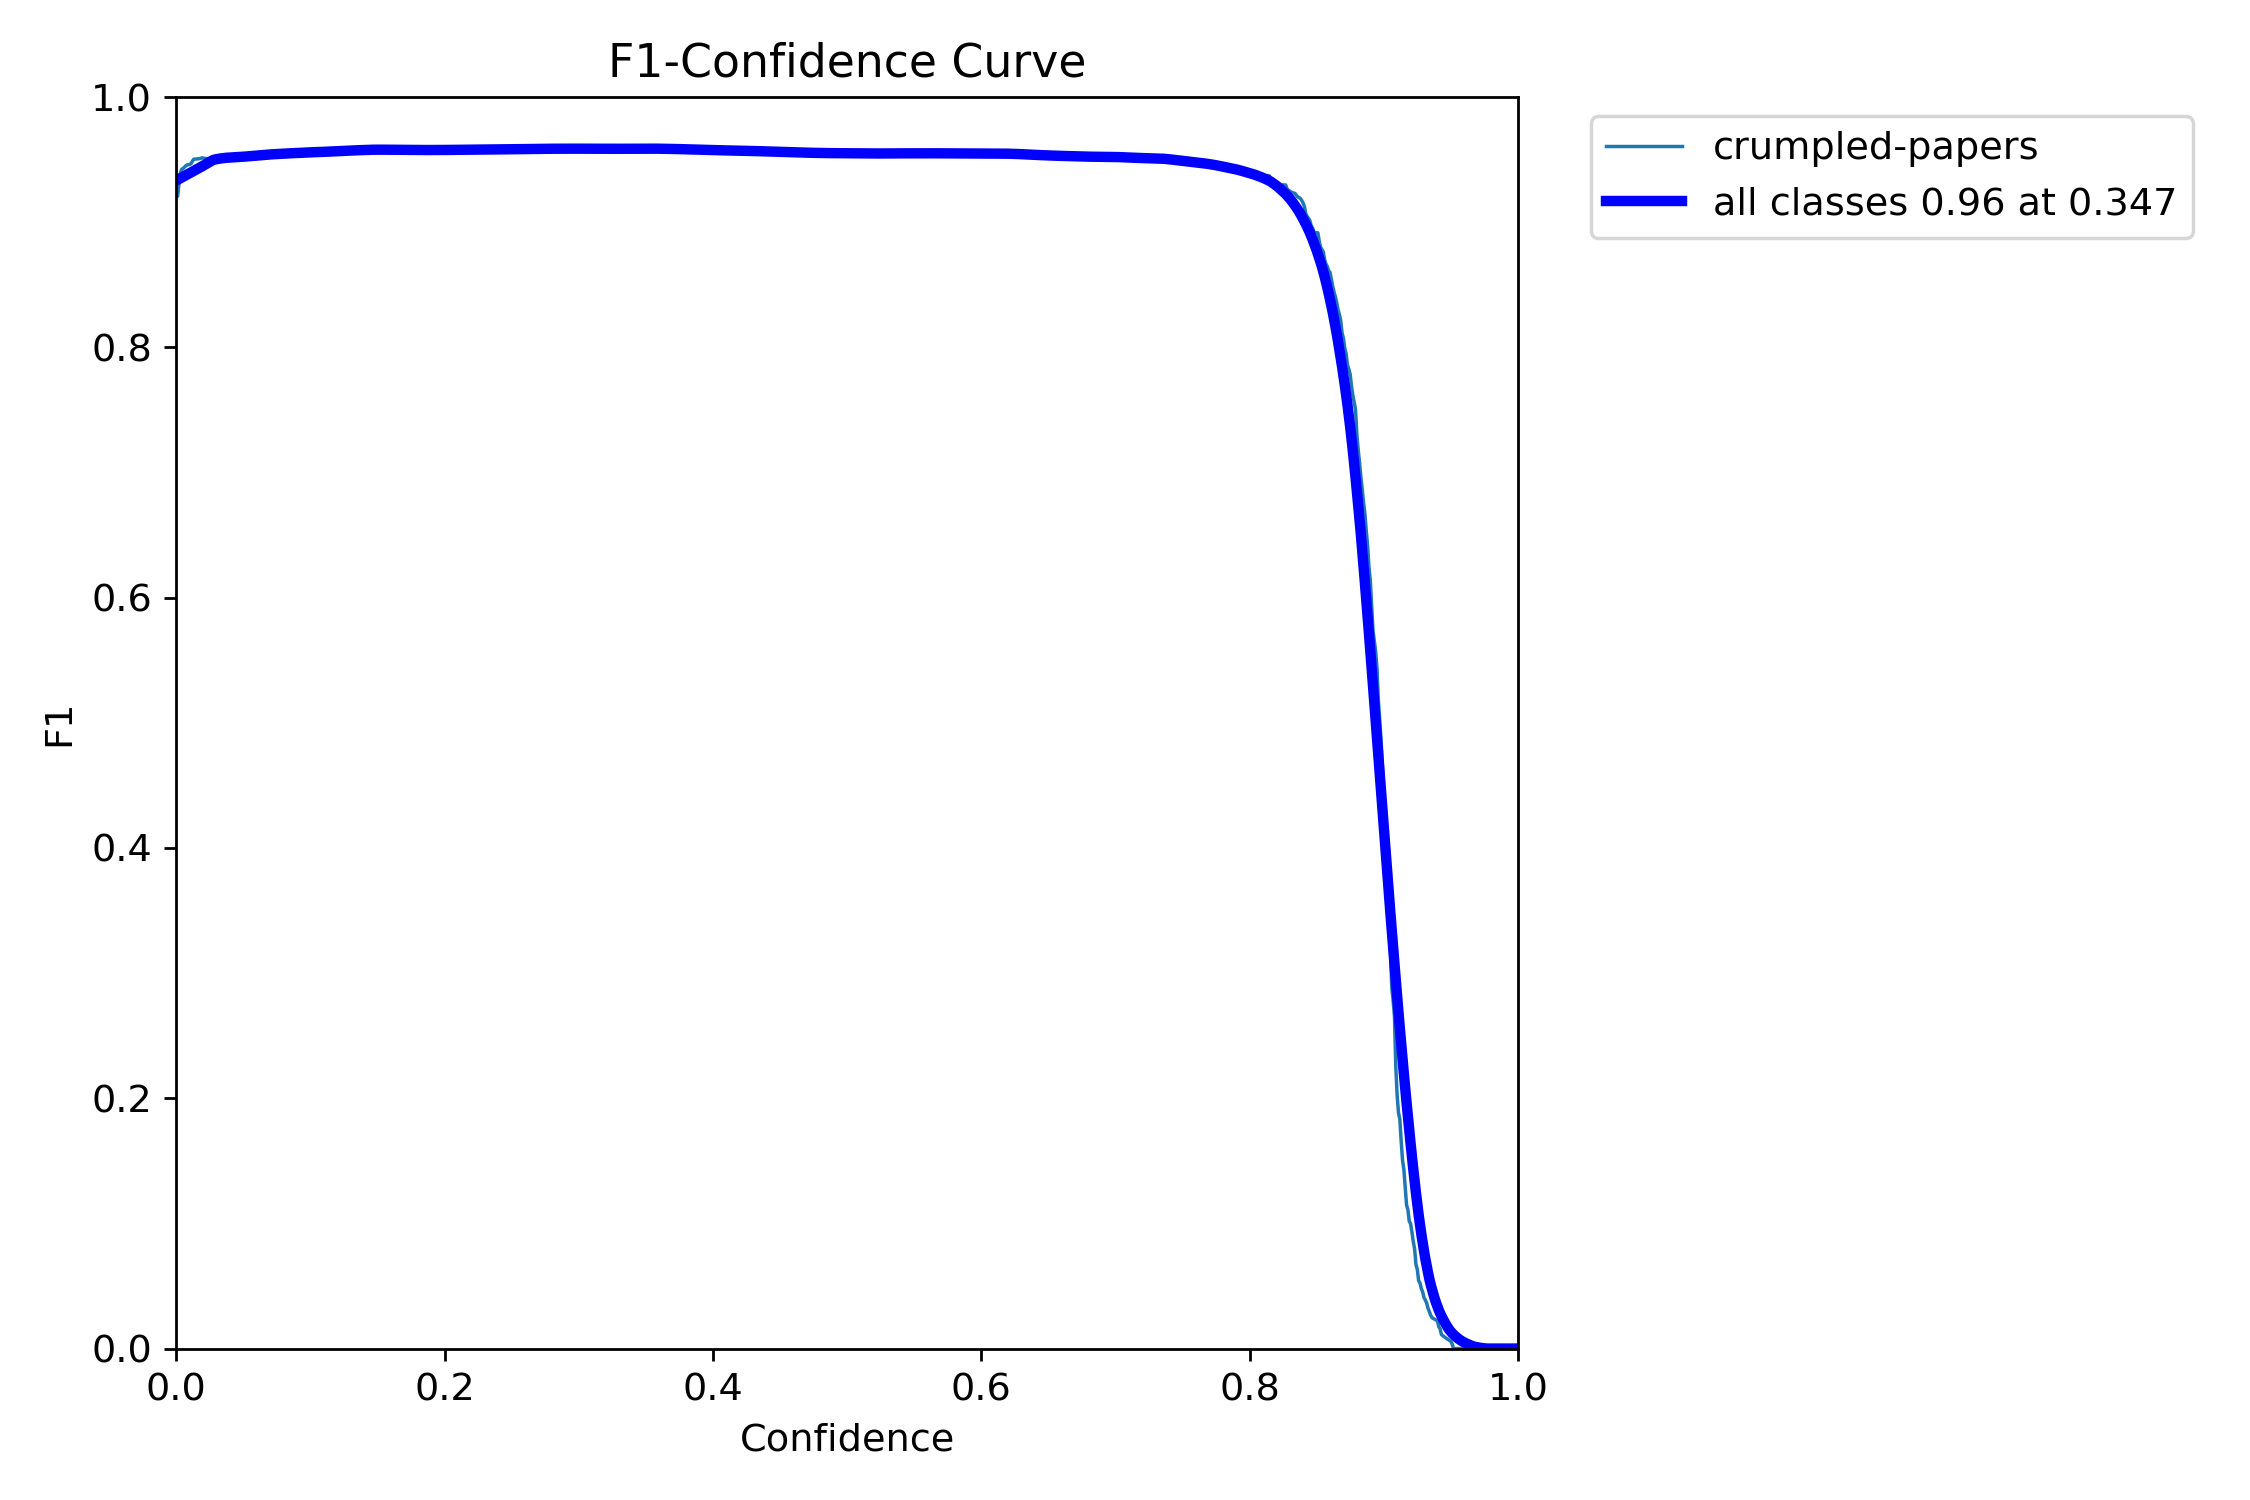 F1-Confidence Curve
crumpled-papers
all classes 0.96 at 0.347
F1
1.0
0.8
0.6
0.4
0.2
0.0
0.0 0.2 0.4 0.6 0.8 1.0
Confidence